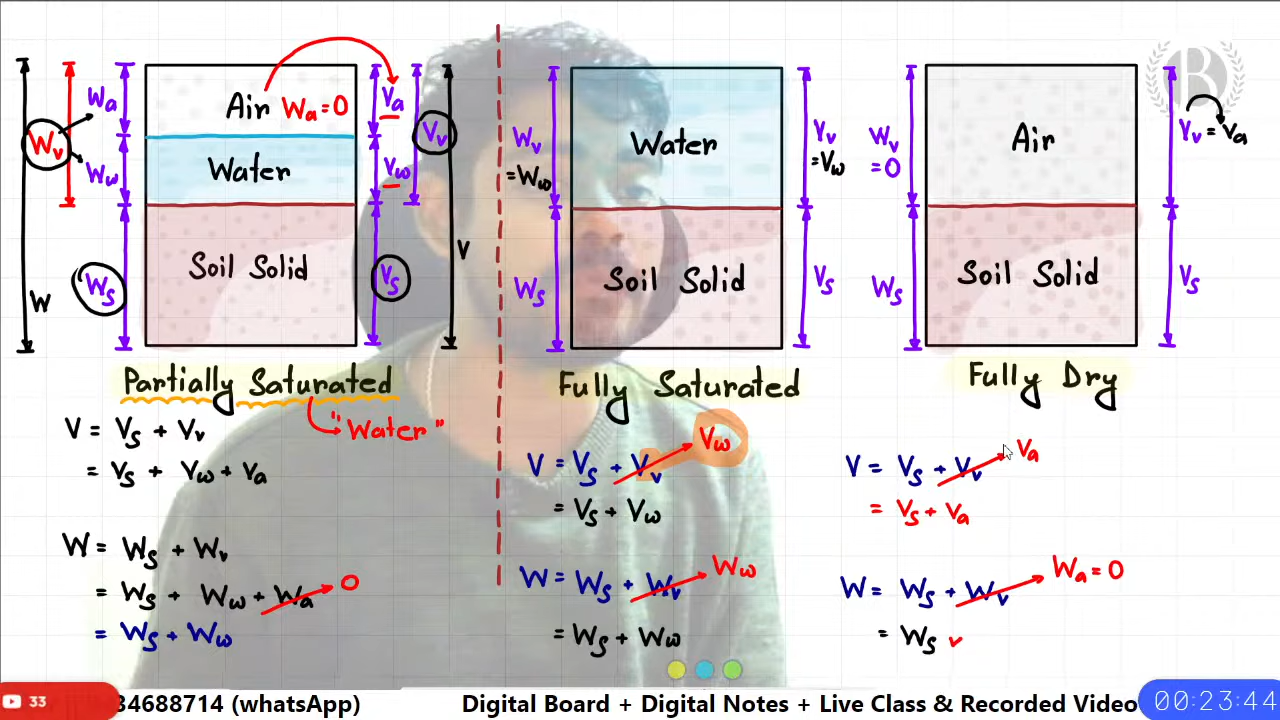 Wa
Air Wa = 0
Va
Wv
Vv
Ww
Water
Vw
Ws
Soil Solid
Vs
V
W
Partially Saturated
"Water"
V = Vs + Vv
= Vs + Vw + Va
W = Ws + Wv
= Ws + Ww + Wa 0
= Ws + Ww
Wv
= Ww
Water
Vv
= Vw
Ws
Soil Solid
Vs
Fully Saturated
V = Vs + Vv Vw
= Vs + Vw
W = Ws + Wv Ww
= Ws + Ww
B
Wv
= 0
Air
Vv = Va
Ws
Soil Solid
Vs
Fully Dry
V = Vs + Vv Va
= Vs + Va
W = Ws + Wv Wa = 0
= Ws
33
34688714 (whatsApp)
Digital Board + Digital Notes + Live Class & Recorded Video
00:23:44